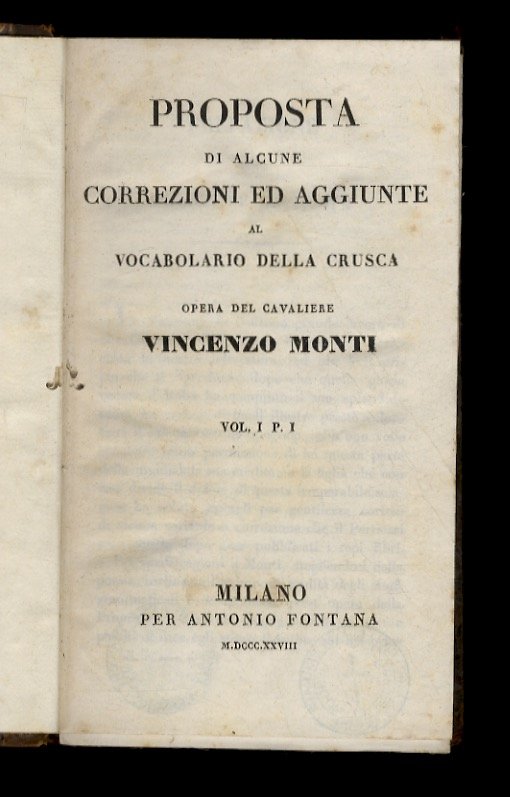 PROPOSTA
DI ALCUNE
CORREZIONI ED AGGIUNTE
AL
VOCABOLARIO DELLA CRUSCA
OPERA DEL CAVALIERE
VINCENZO MONTI
VOL. I P. I
MILANO
PER ANTONIO FONTANA
M.DCCC.XXVIII